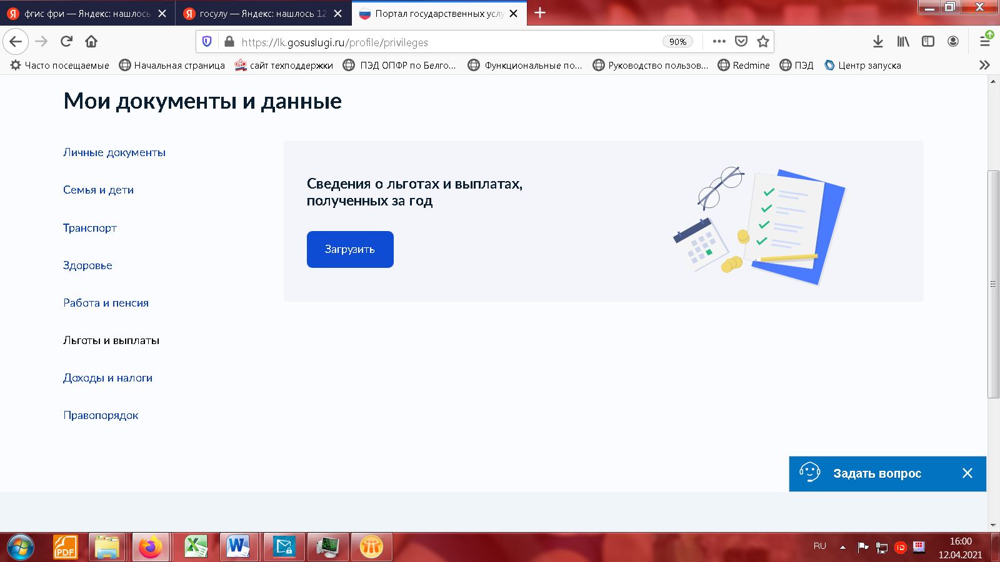 фгис фри — Яндекс: нашлось
госулу — Яндекс: нашлось 12
Портал государственных услу
https://lk.gosuslugi.ru/profile/privileges
90%
Часто посещаемые
Начальная страница
сайт техподдержки
ПЭД ОПФР по Белго...
Функциональные по...
Руководство пользов...
Redmine
ПЭД
Центр запуска
Мои документы и данные
Личные документы
Семья и дети
Транспорт
Здоровье
Работа и пенсия
Льготы и выплаты
Доходы и налоги
Правопорядок
Сведения о льготах и выплатах,
полученных за год
Загрузить
Задать вопрос
PDF
RU
16:00
12.04.2021